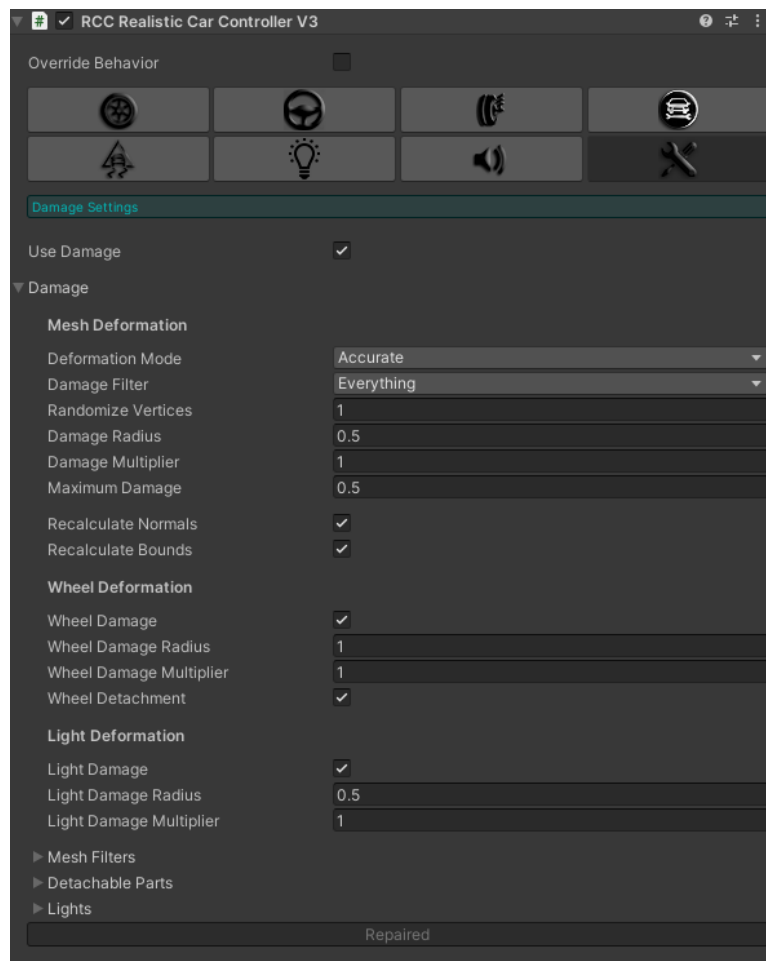 RCC Realistic Car Controller V3
Override Behavior
Damage Settings
Use Damage
Damage
Mesh Deformation
Deformation Mode Accurate
Damage Filter Everything
Randomize Vertices 1
Damage Radius 0.5
Damage Multiplier 1
Maximum Damage 0.5
Recalculate Normals
Recalculate Bounds
Wheel Deformation
Wheel Damage
Wheel Damage Radius 1
Wheel Damage Multiplier 1
Wheel Detachment
Light Deformation
Light Damage
Light Damage Radius 0.5
Light Damage Multiplier 1
Mesh Filters
Detachable Parts
Lights
Repaired